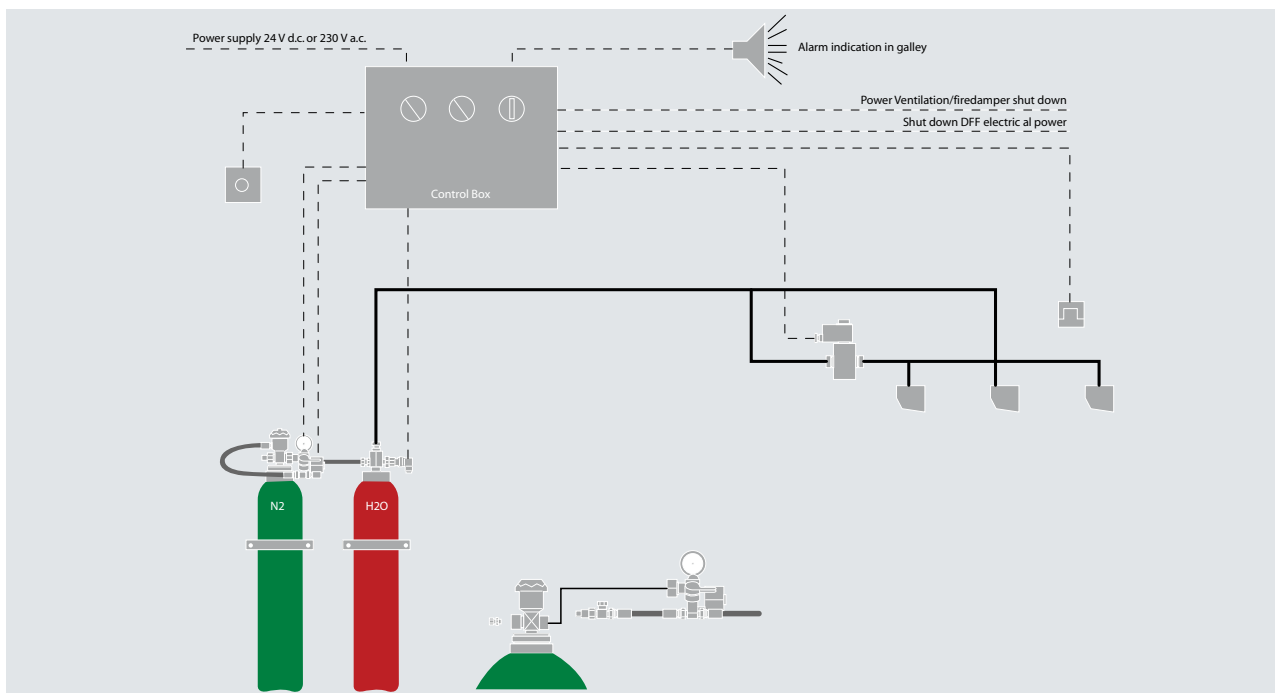 Power supply 24 V d.c. or 230 V a.c.
Alarm indication in galley
Power Ventilation/firedamper shut down
Shut down DFF electric al power
Control Box
N2
H2O